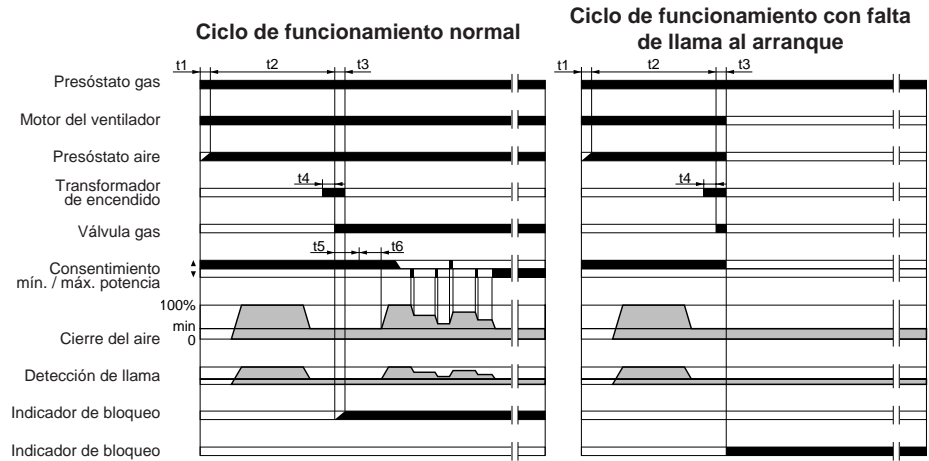 Ciclo de funcionamiento normal
Ciclo de funcionamiento con falta
de llama al arranque
t1 t2 t3
t1 t2 t3
Presóstato gas
Motor del ventilador
Presóstato aire
Transformador
de encendido
t4
t4
Válvula gas
t5 t6
Consentimiento
mín. / máx. potencia
100%
min
0
Cierre del aire
Detección de llama
Indicador de bloqueo
Indicador de bloqueo